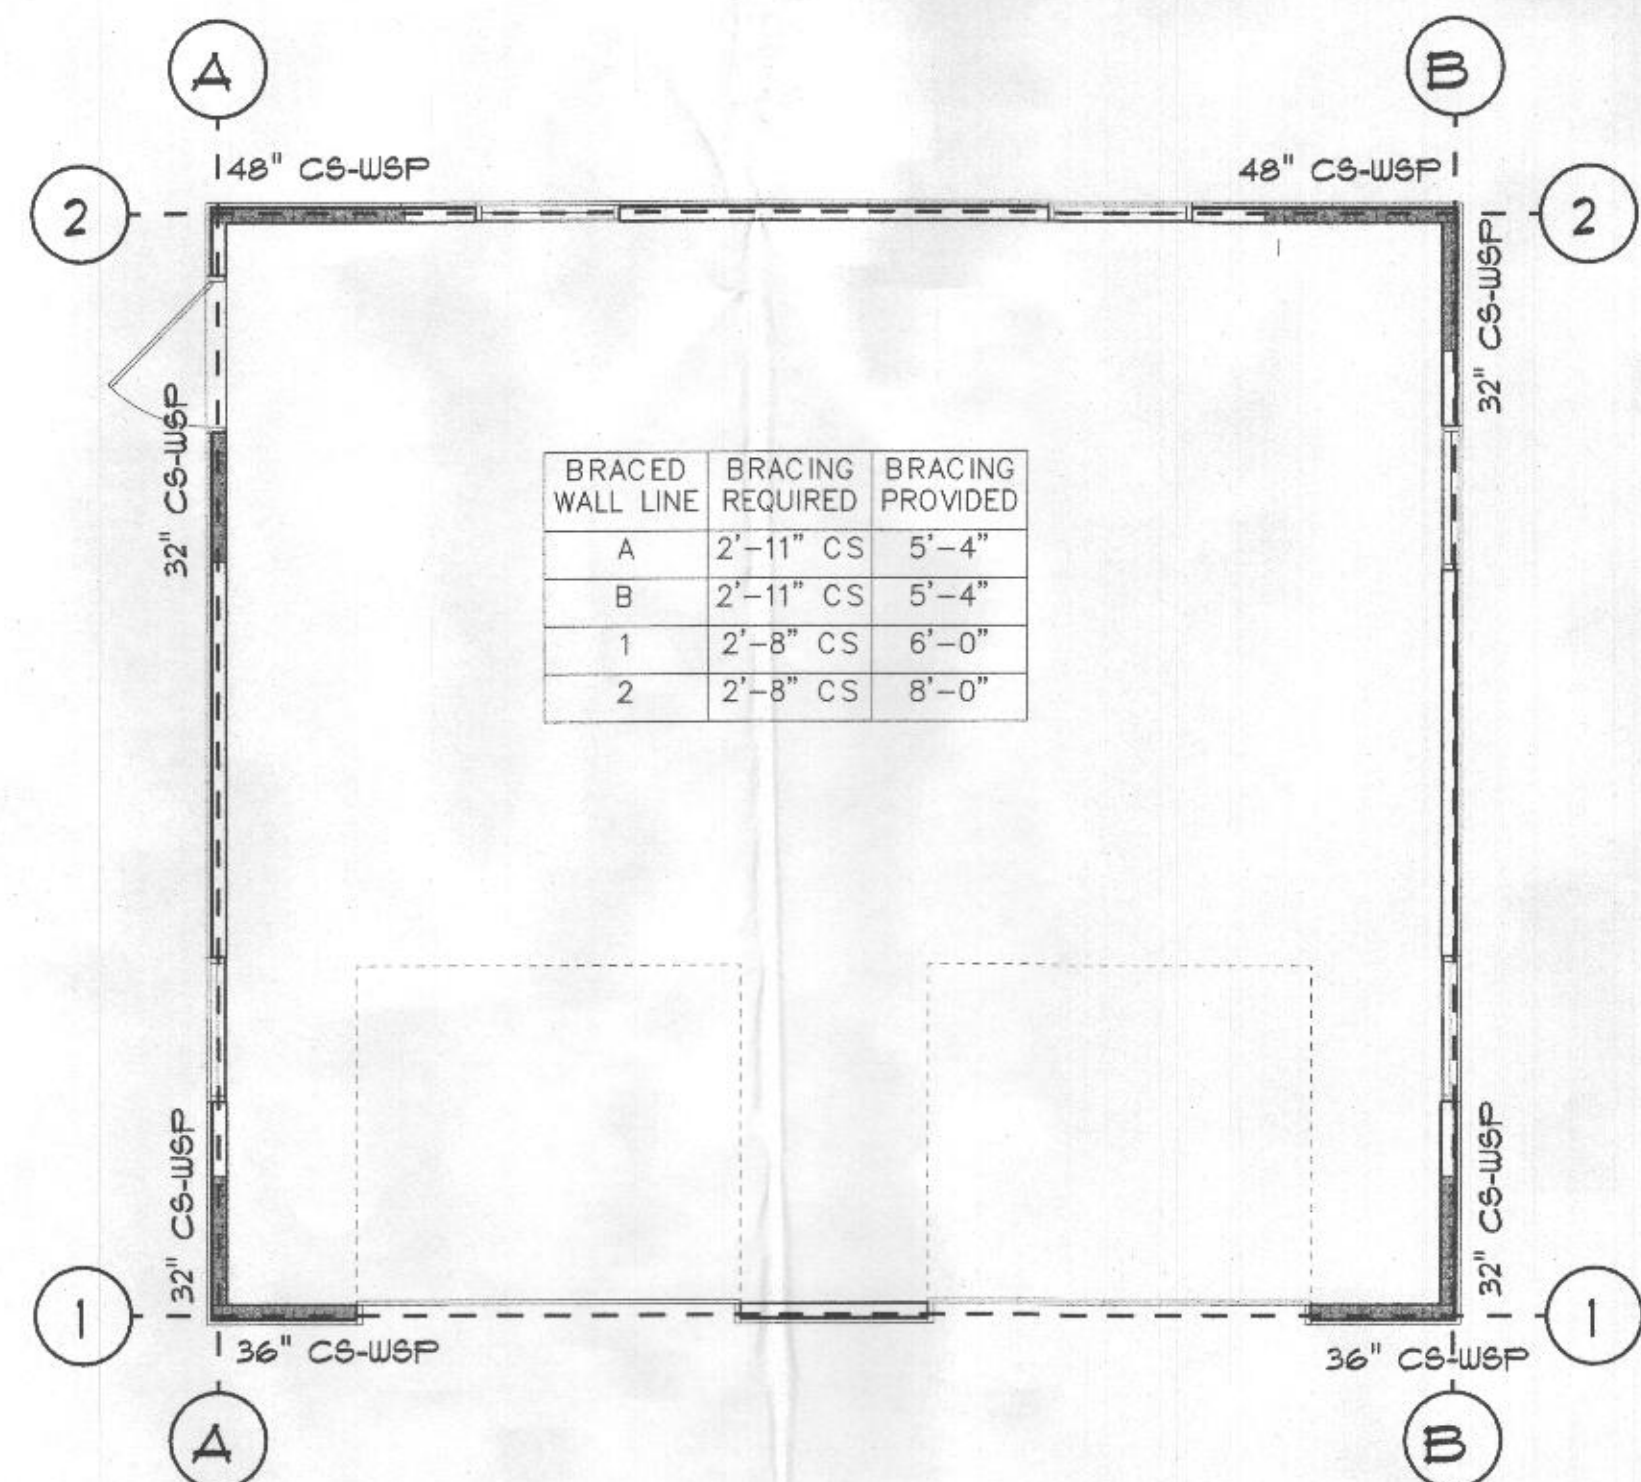 A
B
48" CS-WSP
48" CS-WSP
2
2
32" CS-WSP
32" CS-WSP
BRACED WALL LINE
BRACING REQUIRED
BRACING PROVIDED
A 2'-11" CS 5'-4"
B 2'-11" CS 5'-4"
1 2'-8" CS 6'-0"
2 2'-8" CS 8'-0"
32" CS-WSP
32" CS-WSP
1
1
36" CS-WSP
36" CS-WSP
A
B